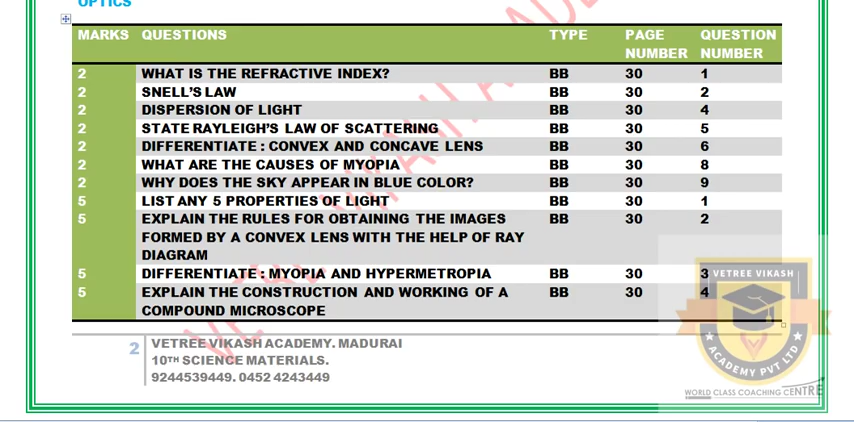 OPTICS
MARKS QUESTIONS TYPE PAGE NUMBER QUESTION NUMBER
2 WHAT IS THE REFRACTIVE INDEX? BB 30 1
2 SNELL'S LAW BB 30 2
2 DISPERSION OF LIGHT BB 30 4
2 STATE RAYLEIGH'S LAW OF SCATTERING BB 30 5
2 DIFFERENTIATE : CONVEX AND CONCAVE LENS BB 30 6
2 WHAT ARE THE CAUSES OF MYOPIA BB 30 8
2 WHY DOES THE SKY APPEAR IN BLUE COLOR? BB 30 9
5 LIST ANY 5 PROPERTIES OF LIGHT BB 30 1
5 EXPLAIN THE RULES FOR OBTAINING THE IMAGES BB 30 2
FORMED BY A CONVEX LENS WITH THE HELP OF RAY
DIAGRAM
5 DIFFERENTIATE : MYOPIA AND HYPERMETROPIA BB 30 3
5 EXPLAIN THE CONSTRUCTION AND WORKING OF A BB 30 4
COMPOUND MICROSCOPE
2
VETREE VIKASH ACADEMY. MADURAI
10TH SCIENCE MATERIALS.
9244539449. 0452 4243449
VETREE VIKASH
ACADEMY PVT LTD
WORLD CLASS COACHING CENTRE